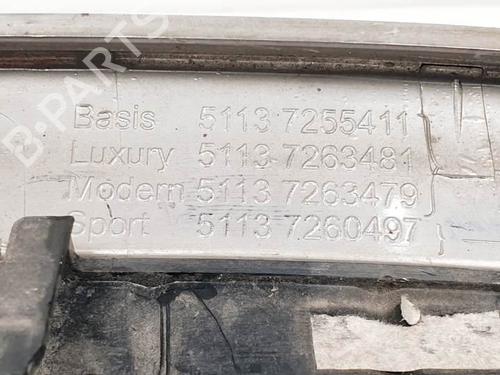 B-PARTS
Basis 5113 7255411
Luxury 5113 7263481
Modern 5113 7263479
Sport 5113 7260497